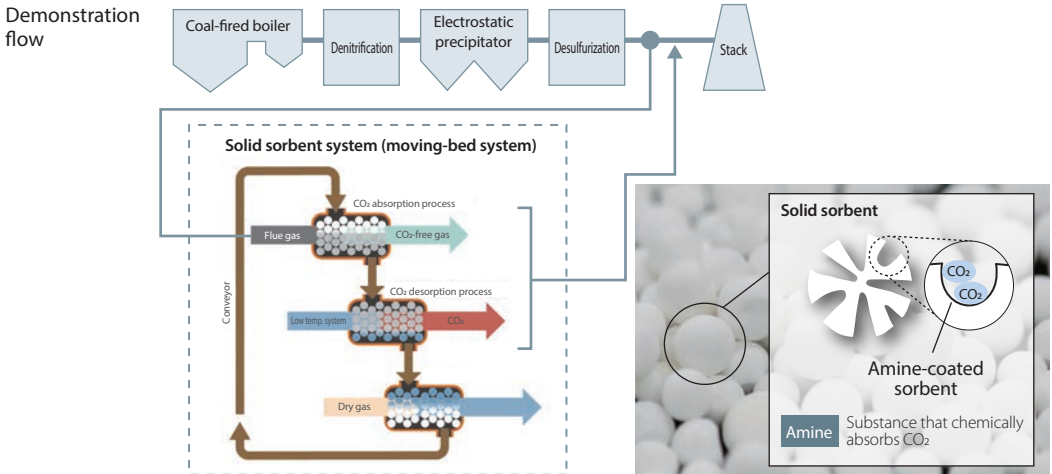 Demonstration
flow
Coal-fired boiler
Denitrification
Electrostatic
precipitator
Desulfurization
Stack
Solid sorbent system (moving-bed system)
CO₂ absorption process
Flue gas
CO₂-free gas
Conveyor
CO₂ desorption process
Low temp. system
CO₂
Dry gas
Solid sorbent
CO₂
CO₂
Amine-coated
sorbent
Amine
Substance that chemically
absorbs CO₂